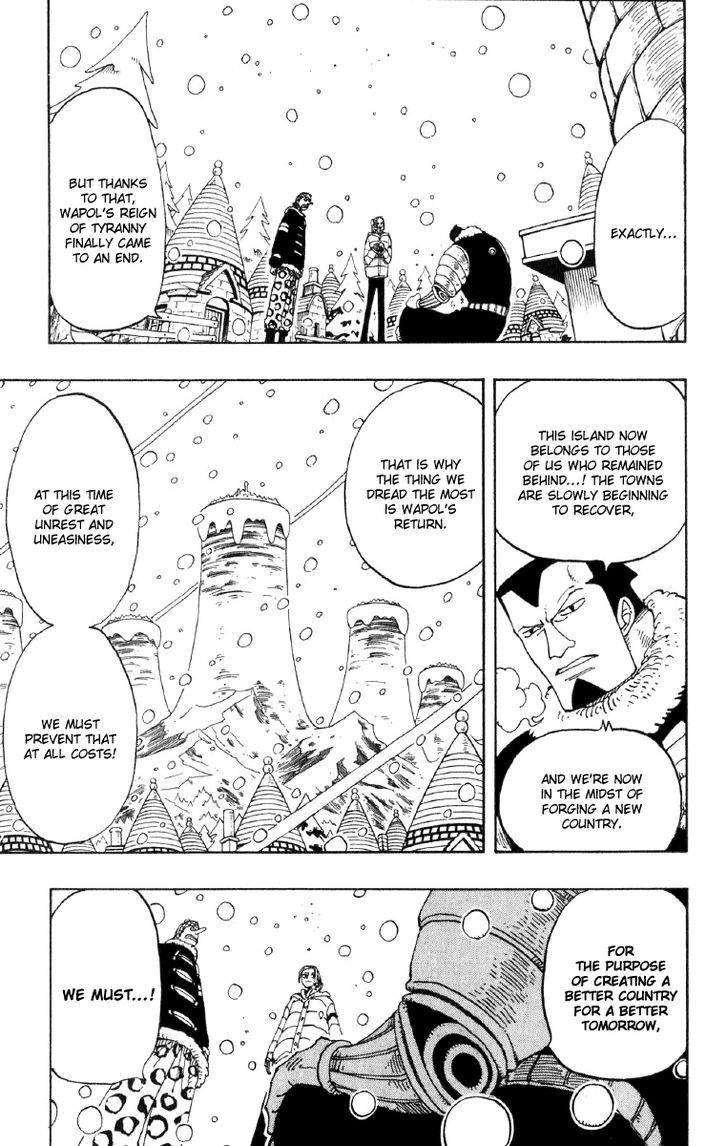 EXACTLY...
BUT THANKS
TO THAT,
WAPOL'S REIGN
OF TYRANNY
FINALLY CAME
TO AN END.
THIS ISLAND NOW
BELONGS TO THOSE
OF US WHO REMAINED
BEHIND...! THE TOWNS
ARE SLOWLY BEGINNING
TO RECOVER,
AND WE'RE NOW
IN THE MIDST OF
FORGING A NEW
COUNTRY.
THAT IS WHY
THE THING WE
DREAD THE MOST
IS WAPOL'S
RETURN.
AT THIS TIME
OF GREAT
UNREST AND
UNEASINESS,
WE MUST
PREVENT THAT
AT ALL COSTS!
FOR
THE PURPOSE
OF CREATING A
BETTER COUNTRY
FOR A BETTER
TOMORROW,
WE MUST...!